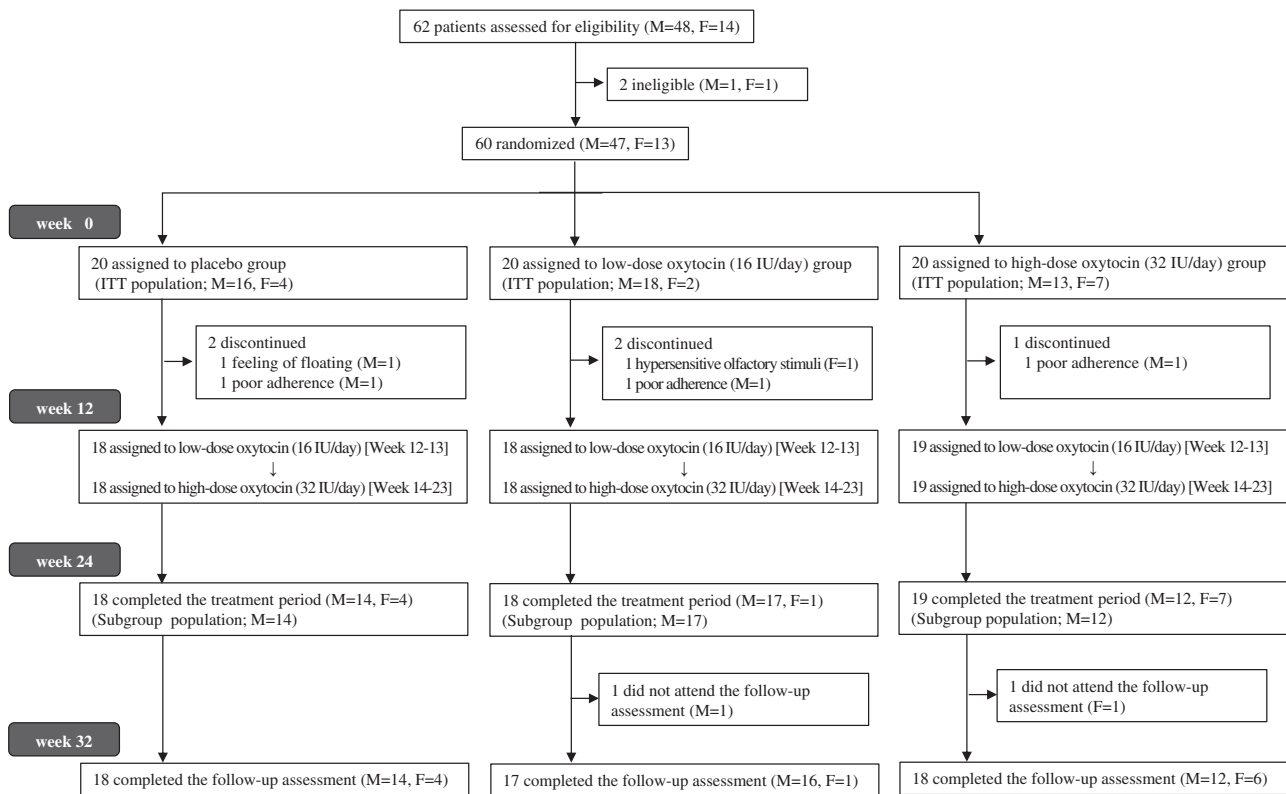 62 patients assessed for eligibility (M=48, F=14)
2 ineligible (M=1, F=1)
60 randomized (M=47, F=13)
week 0
20 assigned to placebo group
(ITT population; M=16, F=4)
20 assigned to low-dose oxytocin (16 IU/day) group
(ITT population; M=18, F=2)
20 assigned to high-dose oxytocin (32 IU/day) group
(ITT population; M=13, F=7)
2 discontinued
1 feeling of floating (M=1)
1 poor adherence (M=1)
2 discontinued
1 hypersensitive olfactory stimuli (F=1)
1 poor adherence (M=1)
1 discontinued
1 poor adherence (M=1)
week 12
18 assigned to low-dose oxytocin (16 IU/day) [Week 12-13]
↓
18 assigned to high-dose oxytocin (32 IU/day) [Week 14-23]
18 assigned to low-dose oxytocin (16 IU/day) [Week 12-13]
↓
18 assigned to high-dose oxytocin (32 IU/day) [Week 14-23]
19 assigned to low-dose oxytocin (16 IU/day) [Week 12-13]
↓
19 assigned to high-dose oxytocin (32 IU/day) [Week 14-23]
week 24
18 completed the treatment period (M=14, F=4)
(Subgroup population; M=14)
18 completed the treatment period (M=17, F=1)
(Subgroup population; M=17)
19 completed the treatment period (M=12, F=7)
(Subgroup population; M=12)
1 did not attend the follow-up
assessment (M=1)
1 did not attend the follow-up
assessment (F=1)
week 32
18 completed the follow-up assessment (M=14, F=4)
17 completed the follow-up assessment (M=16, F=1)
18 completed the follow-up assessment (M=12, F=6)